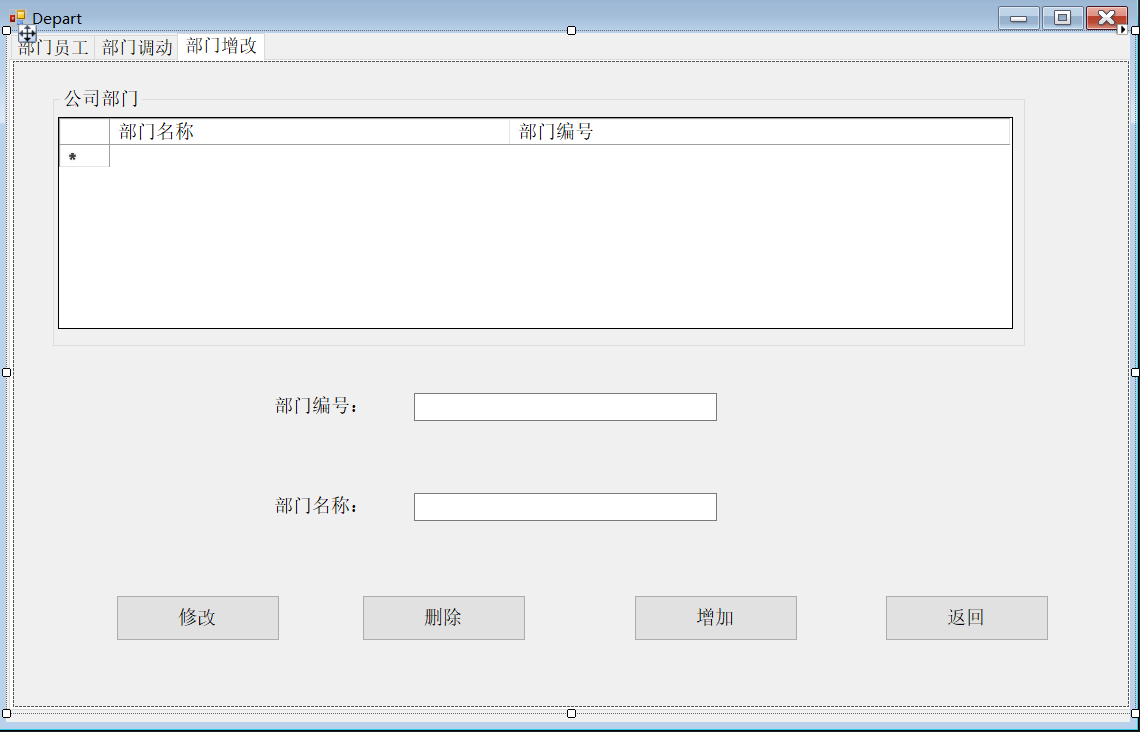 Depart
部门员工 部门调动 部门增改
公司部门
部门名称 部门编号
*
部门编号：
部门名称：
修改 删除 增加 返回